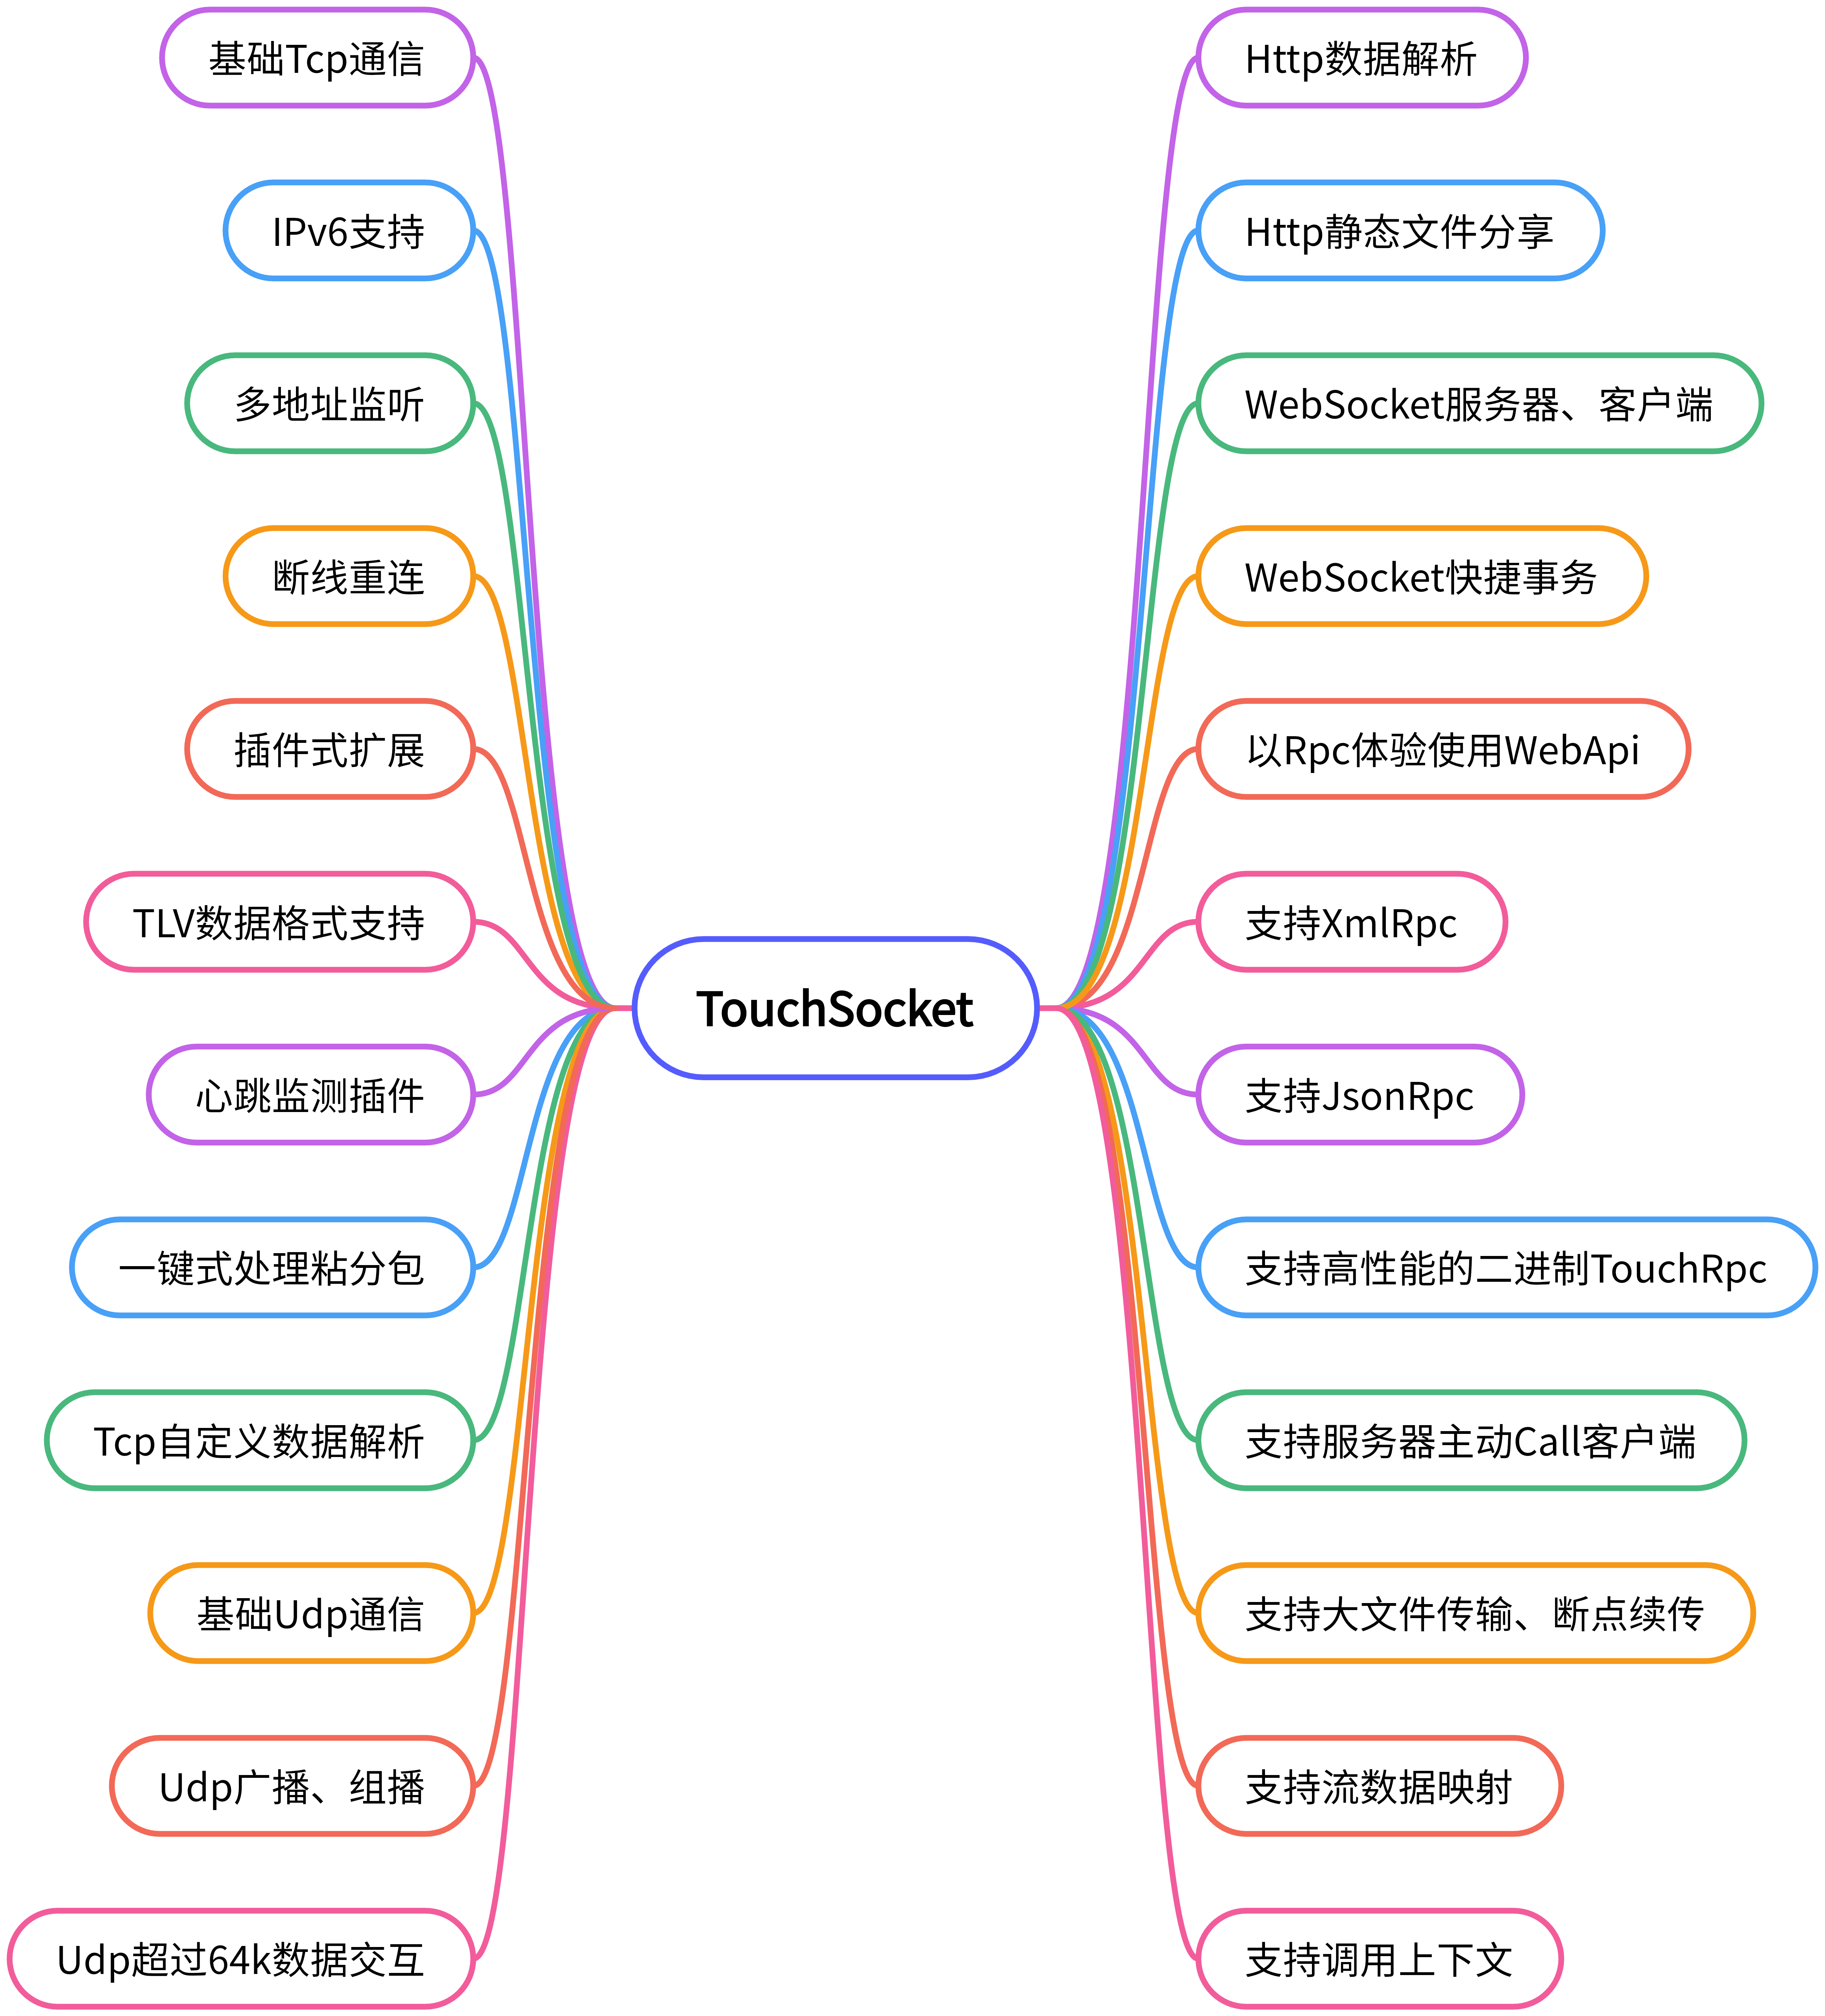 基础Tcp通信
IPv6支持
多地址监听
断线重连
插件式扩展
TLV数据格式支持
心跳监测插件
一键式处理粘分包
Tcp自定义数据解析
基础Udp通信
Udp广播、组播
Udp超过64k数据交互
TouchSocket
Http数据解析
Http静态文件分享
WebSocket服务器、客户端
WebSocket快捷事务
以Rpc体验使用WebApi
支持XmlRpc
支持JsonRpc
支持高性能的二进制TouchRpc
支持服务器主动Call客户端
支持大文件传输、断点续传
支持流数据映射
支持调用上下文